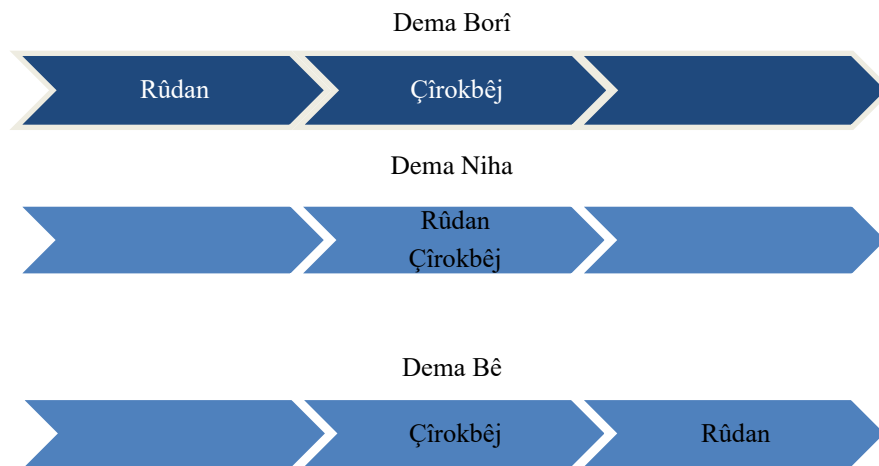 Dema Borî
Rûdan Çîrokbêj
Dema Niha
Rûdan
Çîrokbêj
Dema Bê
Çîrokbêj Rûdan